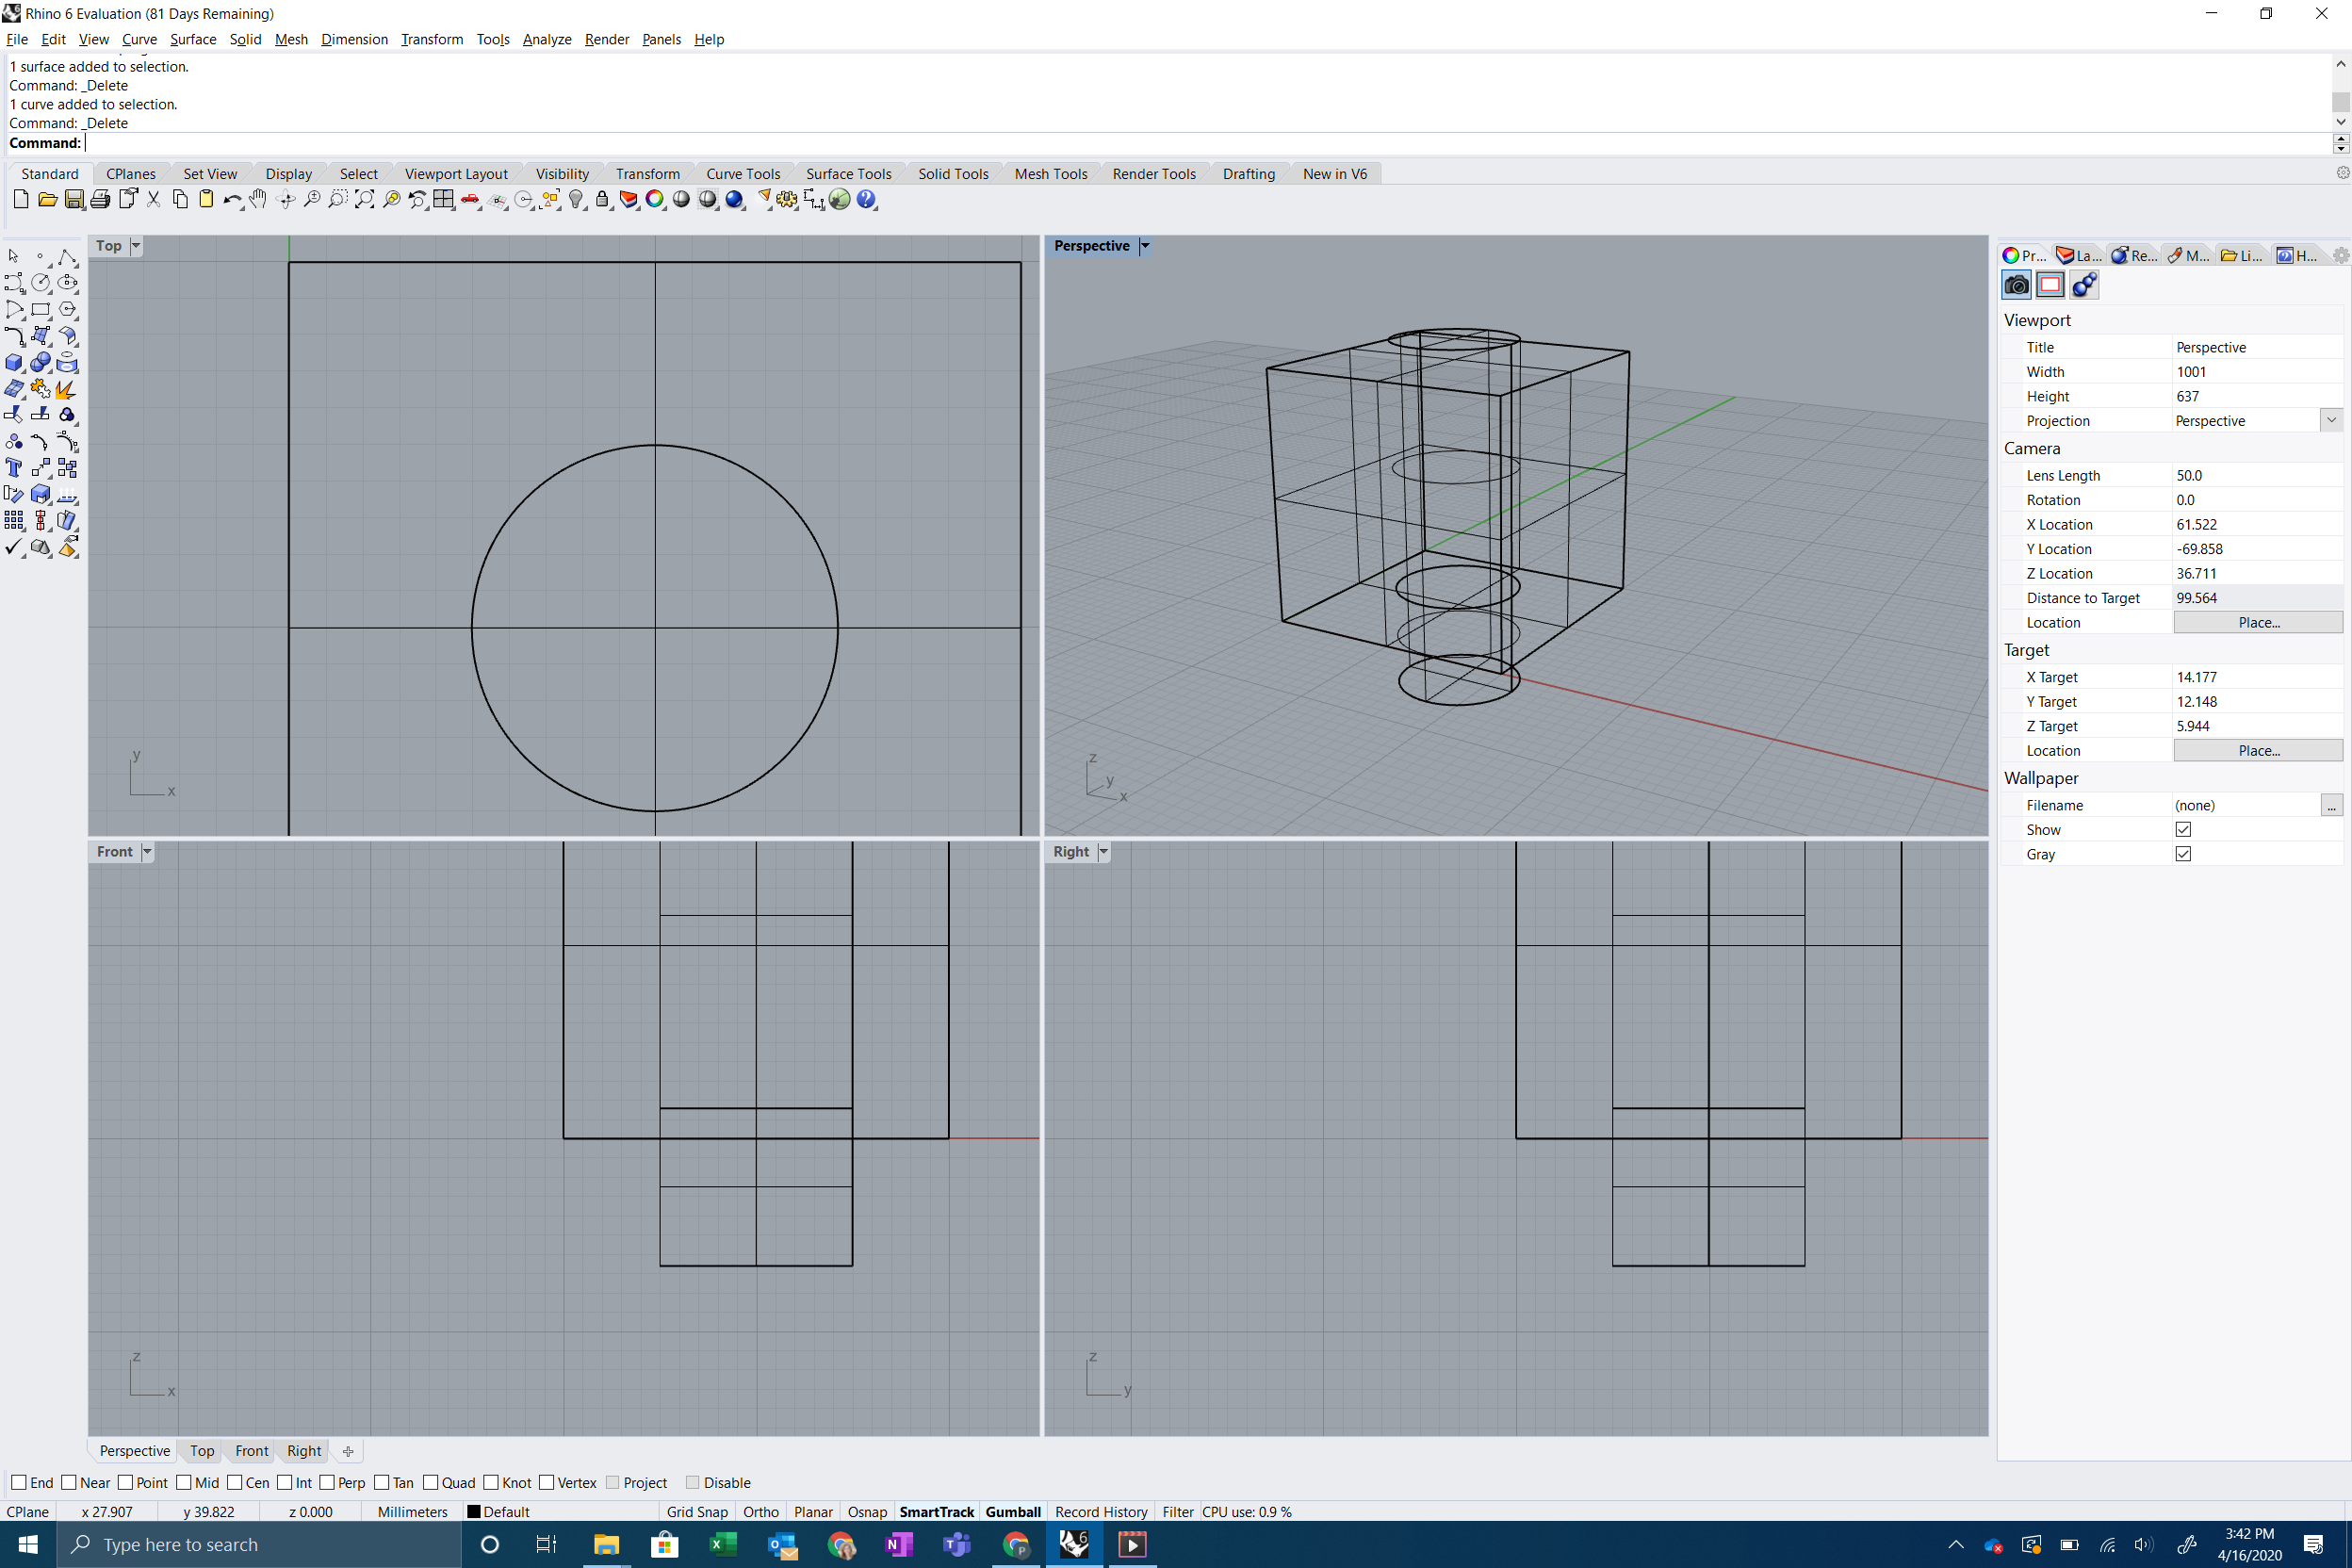 Rhino 6 Evaluation (81 Days Remaining)
File Edit View Curve Surface Solid Mesh Dimension Transform Tools Analyze Render Panels Help
1 surface added to selection.
Command: _Delete
1 curve added to selection.
Command: _Delete
Command:
Standard CPlanes Set View Display Select Viewport Layout Visibility Transform Curve Tools Surface Tools Solid Tools Mesh Tools Render Tools Drafting New in V6
Top
Perspective
Pr... La... Re... M... Li... H...
Viewport
Title Perspective
Width 1001
Height 637
Projection Perspective
Camera
Lens Length 50.0
Rotation 0.0
X Location 61.522
Y Location -69.858
Z Location 36.711
Distance to Target 99.564
Location Place...
Target
X Target 14.177
Y Target 12.148
Z Target 5.944
Location Place...
Wallpaper
Filename (none) ...
Show
Gray
y
x
z
y
x
Front
Right
z
x
z
y
Perspective Top Front Right
End Near Point Mid Cen Int Perp Tan Quad Knot Vertex Project Disable
CPlane x 27.907 y 39.822 z 0.000 Millimeters Default Grid Snap Ortho Planar Osnap SmartTrack Gumball Record History Filter CPU use: 0.9 %
Type here to search
3:42 PM
4/16/2020